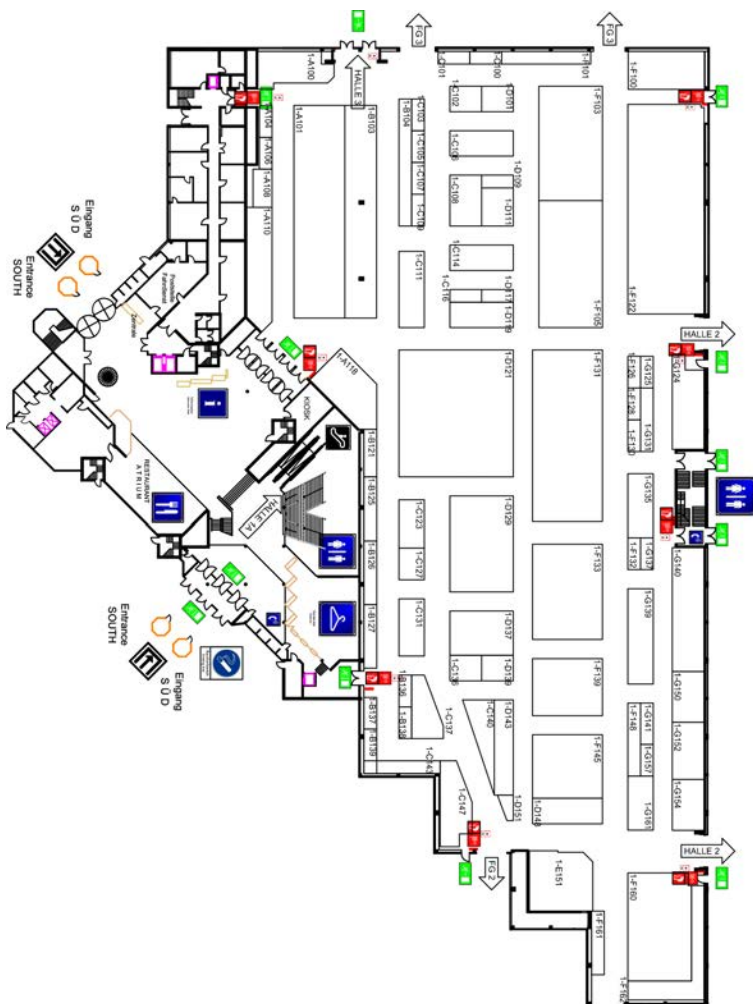 FG 3
FG 3
HALLE 3
1-A100
1-C101
1-C100
1-F101
1-F100
1-A104
1-A106
1-A108
1-A110
1-A101
1-B103
1-B104
1-C103
1-C105
1-C107
1-C109
1-C102
1-D101
1-F103
1-C106
1-D109
1-C108
1-D111
1-C111
1-C114
1-C116
1-D117
1-D119
1-F105
1-F122
HALLE 2
Eingang
SÜD
Entrance
SOUTH
Poststelle
Fahrdienst
Zentrale
KIOSK
1-A118
1-D121
1-F131
1-F126
1-F128
1-F130
1-G125
1-G131
1-G124
RESTAURANT
ATRIUM
HALLE 1A
1-B121
1-B125
1-B126
1-B127
1-C123
1-C127
1-C131
1-D129
1-F133
1-G135
1-F132
1-G137
1-G140
1-G139
1-D137
1-C136
1-D139
1-F139
1-G150
1-G152
1-G154
Entrance
SOUTH
Eingang
SÜD
1-B136
1-B137
1-B139
1-C137
1-C140
1-D143
1-C143
1-C147
1-D151
1-F145
1-F148
1-G141
1-G157
1-G161
HALLE 2
FG 2
1-E151
1-F161
1-F160
1-F162